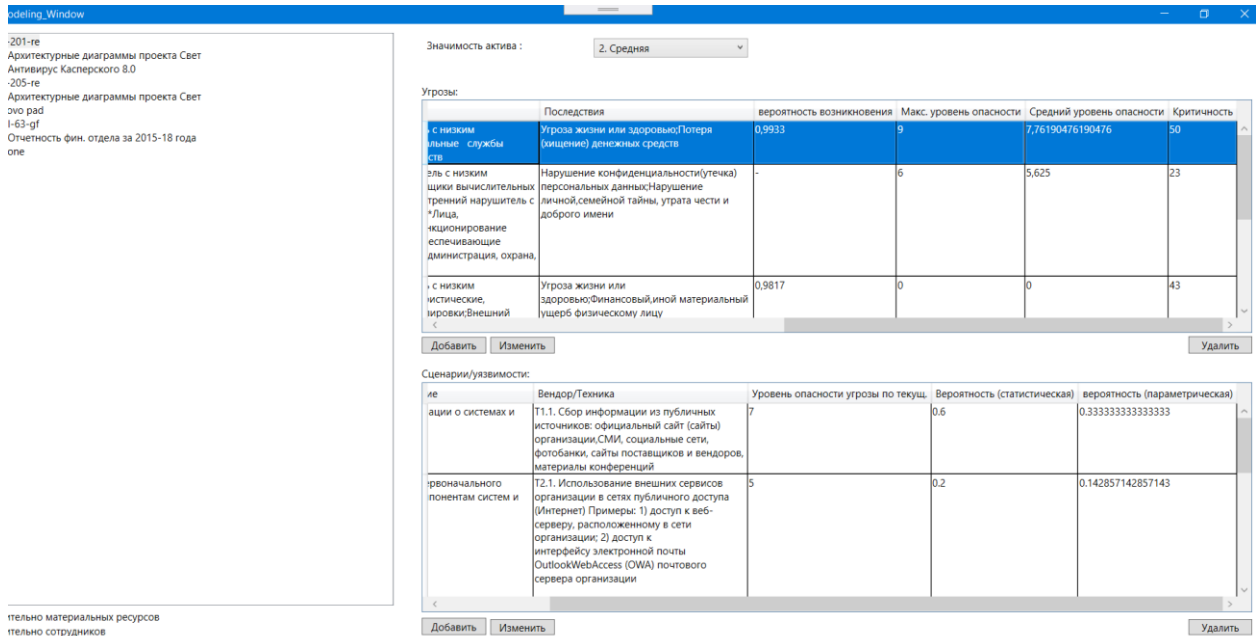 odeling_Window
-201-re
Архитектурные диаграммы проекта Свет
Антивирус Касперского 8.0
-205-re
Архитектурные диаграммы проекта Свет
ovo pad
l-63-gf
Отчетность фин. отдела за 2015-18 года
one
ительно материальных ресурсов
ительно сотрудников
Значимость актива :
2. Средняя
Угрозы:
Последствия
вероятность возникновения
Макс. уровень опасности
Средний уровень опасности
Критичность
ь с низким
альные службы
ств
Угроза жизни или здоровью;Потеря
(хищение) денежных средств
0,9933
9
7,76190476190476
50
ель с низким
щики вычислительных
тренний нарушитель с
*Лица,
нкционирование
еспечивающие
дминистрация, охрана,
Нарушение конфиденциальности(утечка)
персональных данных;Нарушение
личной,семейной тайны, утрата чести и
доброго имени
-
6
5,625
23
ь с низким
ристические,
ировки;Внешний
Угроза жизни или
здоровью;Финансовый,иной материальный
ущерб физическому лицу
0,9817
0
0
43
Добавить
Изменить
Удалить
Сценарии/уязвимости:
ие
Вендор/Техника
Уровень опасности угрозы по текущ.
Вероятность (статистическая)
вероятность (параметрическая)
ации о системах и
Т1.1. Сбор информации из публичных
источников: официальный сайт (сайты)
организации,СМИ, социальные сети,
фотобанки, сайты поставщиков и вендоров,
материалы конференций
7
0.6
0.333333333333333
ервоначального
понентам систем и
Т2.1. Использование внешних сервисов
организации в сетях публичного доступа
(Интернет) Примеры: 1) доступ к веб-
серверу, расположенному в сети
организации; 2) доступ к
интерфейсу электронной почты
OutlookWebAccess (OWA) почтового
сервера организации
5
0.2
0.142857142857143
Добавить
Изменить
Удалить